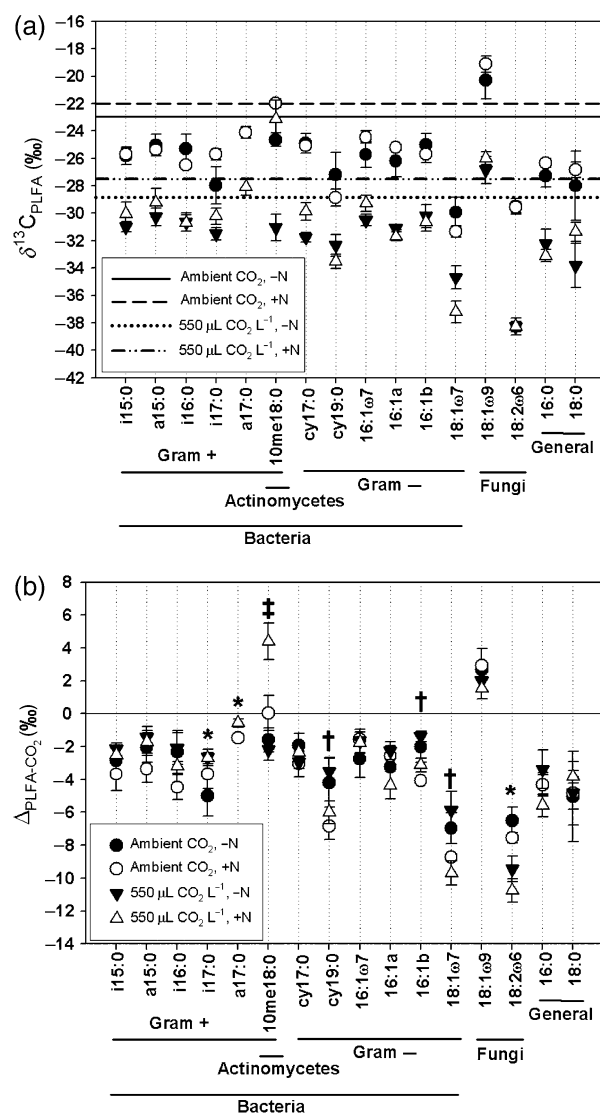 (a)
−16
−18
−20
−22
−24
−26
−28
−30
−32
−34
−36
−38
−40
−42
δ¹³C_PLFA (‰)
Ambient CO₂, −N
Ambient CO₂, +N
550 μL CO₂ L⁻¹, −N
550 μL CO₂ L⁻¹, +N
i15:0
a15:0
i16:0
i17:0
a17:0
10me18:0
cy17:0
cy19:0
16:1ω7
16:1a
16:1b
18:1ω7
18:1ω9
18:2ω6
16:0
18:0
Gram +
Gram −
Fungi
General
Actinomycetes
Bacteria
(b)
8
6
4
2
0
−2
−4
−6
−8
−10
−12
−14
Δ_PLFA-CO₂ (‰)
* * ‡ † † † *
Ambient CO₂, −N
Ambient CO₂, +N
550 μL CO₂ L⁻¹, −N
550 μL CO₂ L⁻¹, +N
i15:0
a15:0
i16:0
i17:0
a17:0
10me18:0
cy17:0
cy19:0
16:1ω7
16:1a
16:1b
18:1ω7
18:1ω9
18:2ω6
16:0
18:0
Gram +
Gram −
Fungi
General
Actinomycetes
Bacteria